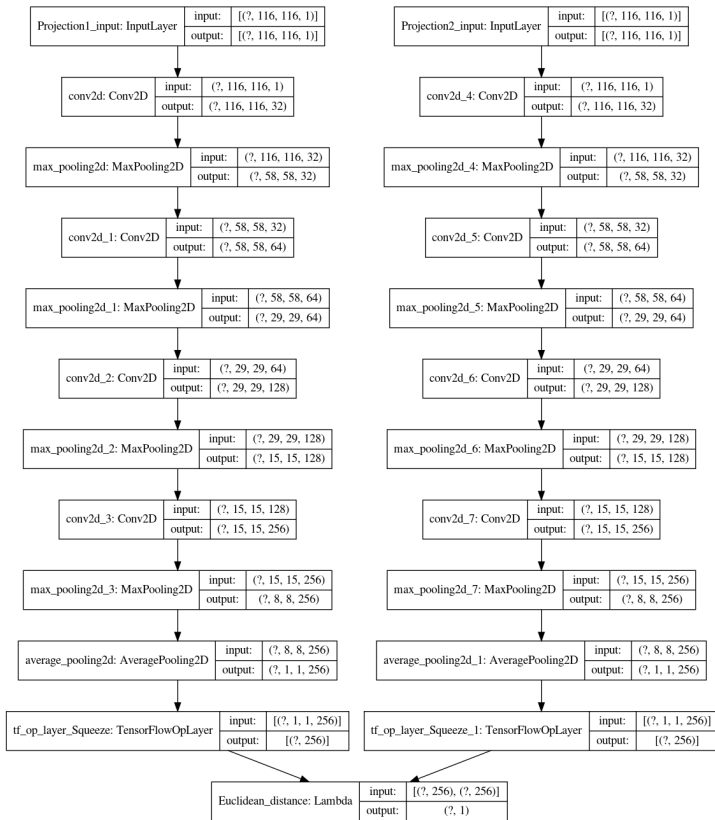 Projection1_input: InputLayer
input: [(?, 116, 116, 1)]
output: [(?, 116, 116, 1)]
Projection2_input: InputLayer
input: [(?, 116, 116, 1)]
output: [(?, 116, 116, 1)]
conv2d: Conv2D
input: (?, 116, 116, 1)
output: (?, 116, 116, 32)
conv2d_4: Conv2D
input: (?, 116, 116, 1)
output: (?, 116, 116, 32)
max_pooling2d: MaxPooling2D
input: (?, 116, 116, 32)
output: (?, 58, 58, 32)
max_pooling2d_4: MaxPooling2D
input: (?, 116, 116, 32)
output: (?, 58, 58, 32)
conv2d_1: Conv2D
input: (?, 58, 58, 32)
output: (?, 58, 58, 64)
conv2d_5: Conv2D
input: (?, 58, 58, 32)
output: (?, 58, 58, 64)
max_pooling2d_1: MaxPooling2D
input: (?, 58, 58, 64)
output: (?, 29, 29, 64)
max_pooling2d_5: MaxPooling2D
input: (?, 58, 58, 64)
output: (?, 29, 29, 64)
conv2d_2: Conv2D
input: (?, 29, 29, 64)
output: (?, 29, 29, 128)
conv2d_6: Conv2D
input: (?, 29, 29, 64)
output: (?, 29, 29, 128)
max_pooling2d_2: MaxPooling2D
input: (?, 29, 29, 128)
output: (?, 15, 15, 128)
max_pooling2d_6: MaxPooling2D
input: (?, 29, 29, 128)
output: (?, 15, 15, 128)
conv2d_3: Conv2D
input: (?, 15, 15, 128)
output: (?, 15, 15, 256)
conv2d_7: Conv2D
input: (?, 15, 15, 128)
output: (?, 15, 15, 256)
max_pooling2d_3: MaxPooling2D
input: (?, 15, 15, 256)
output: (?, 8, 8, 256)
max_pooling2d_7: MaxPooling2D
input: (?, 15, 15, 256)
output: (?, 8, 8, 256)
average_pooling2d: AveragePooling2D
input: (?, 8, 8, 256)
output: (?, 1, 1, 256)
average_pooling2d_1: AveragePooling2D
input: (?, 8, 8, 256)
output: (?, 1, 1, 256)
tf_op_layer_Squeeze: TensorFlowOpLayer
input: [(?, 1, 1, 256)]
output: [(?, 256)]
tf_op_layer_Squeeze_1: TensorFlowOpLayer
input: [(?, 1, 1, 256)]
output: [(?, 256)]
Euclidean_distance: Lambda
input: [(?, 256), (?, 256)]
output: (?, 1)